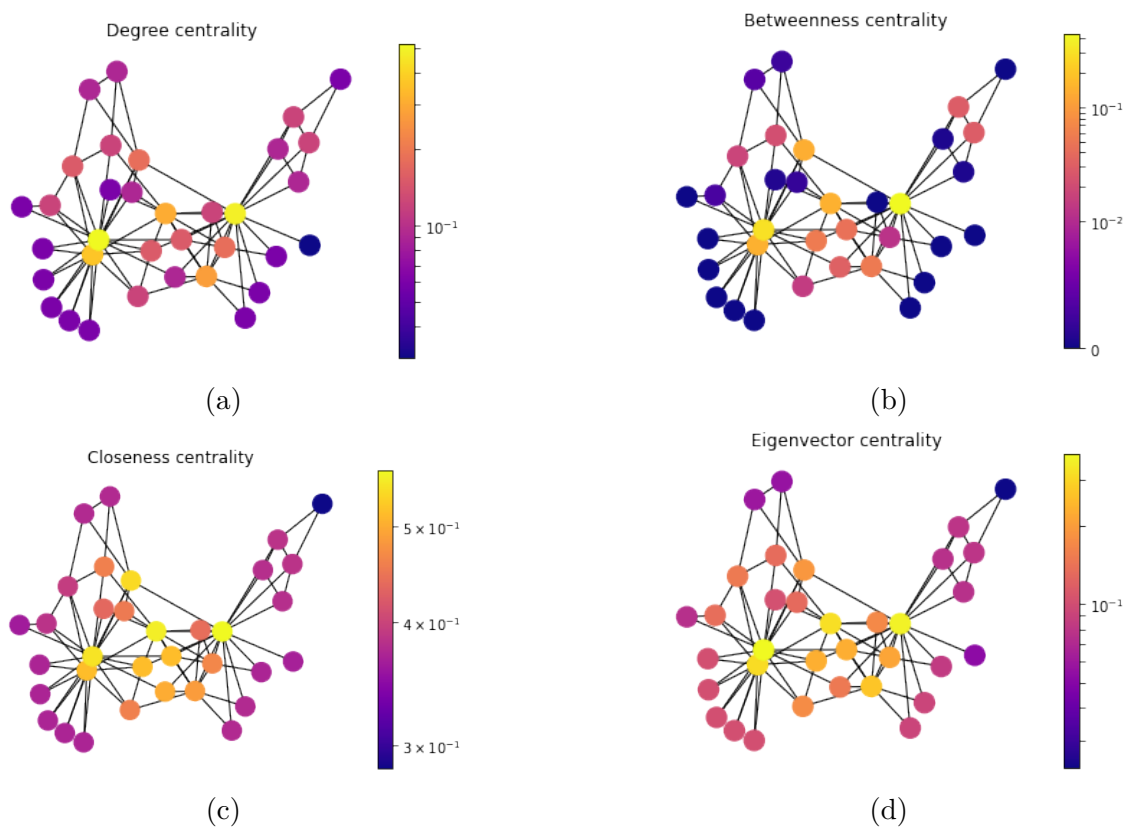 Degree centrality
10⁻¹
(a)
Betweenness centrality
10⁻¹
10⁻²
0
(b)
Closeness centrality
5 × 10⁻¹
4 × 10⁻¹
3 × 10⁻¹
(c)
Eigenvector centrality
10⁻¹
(d)